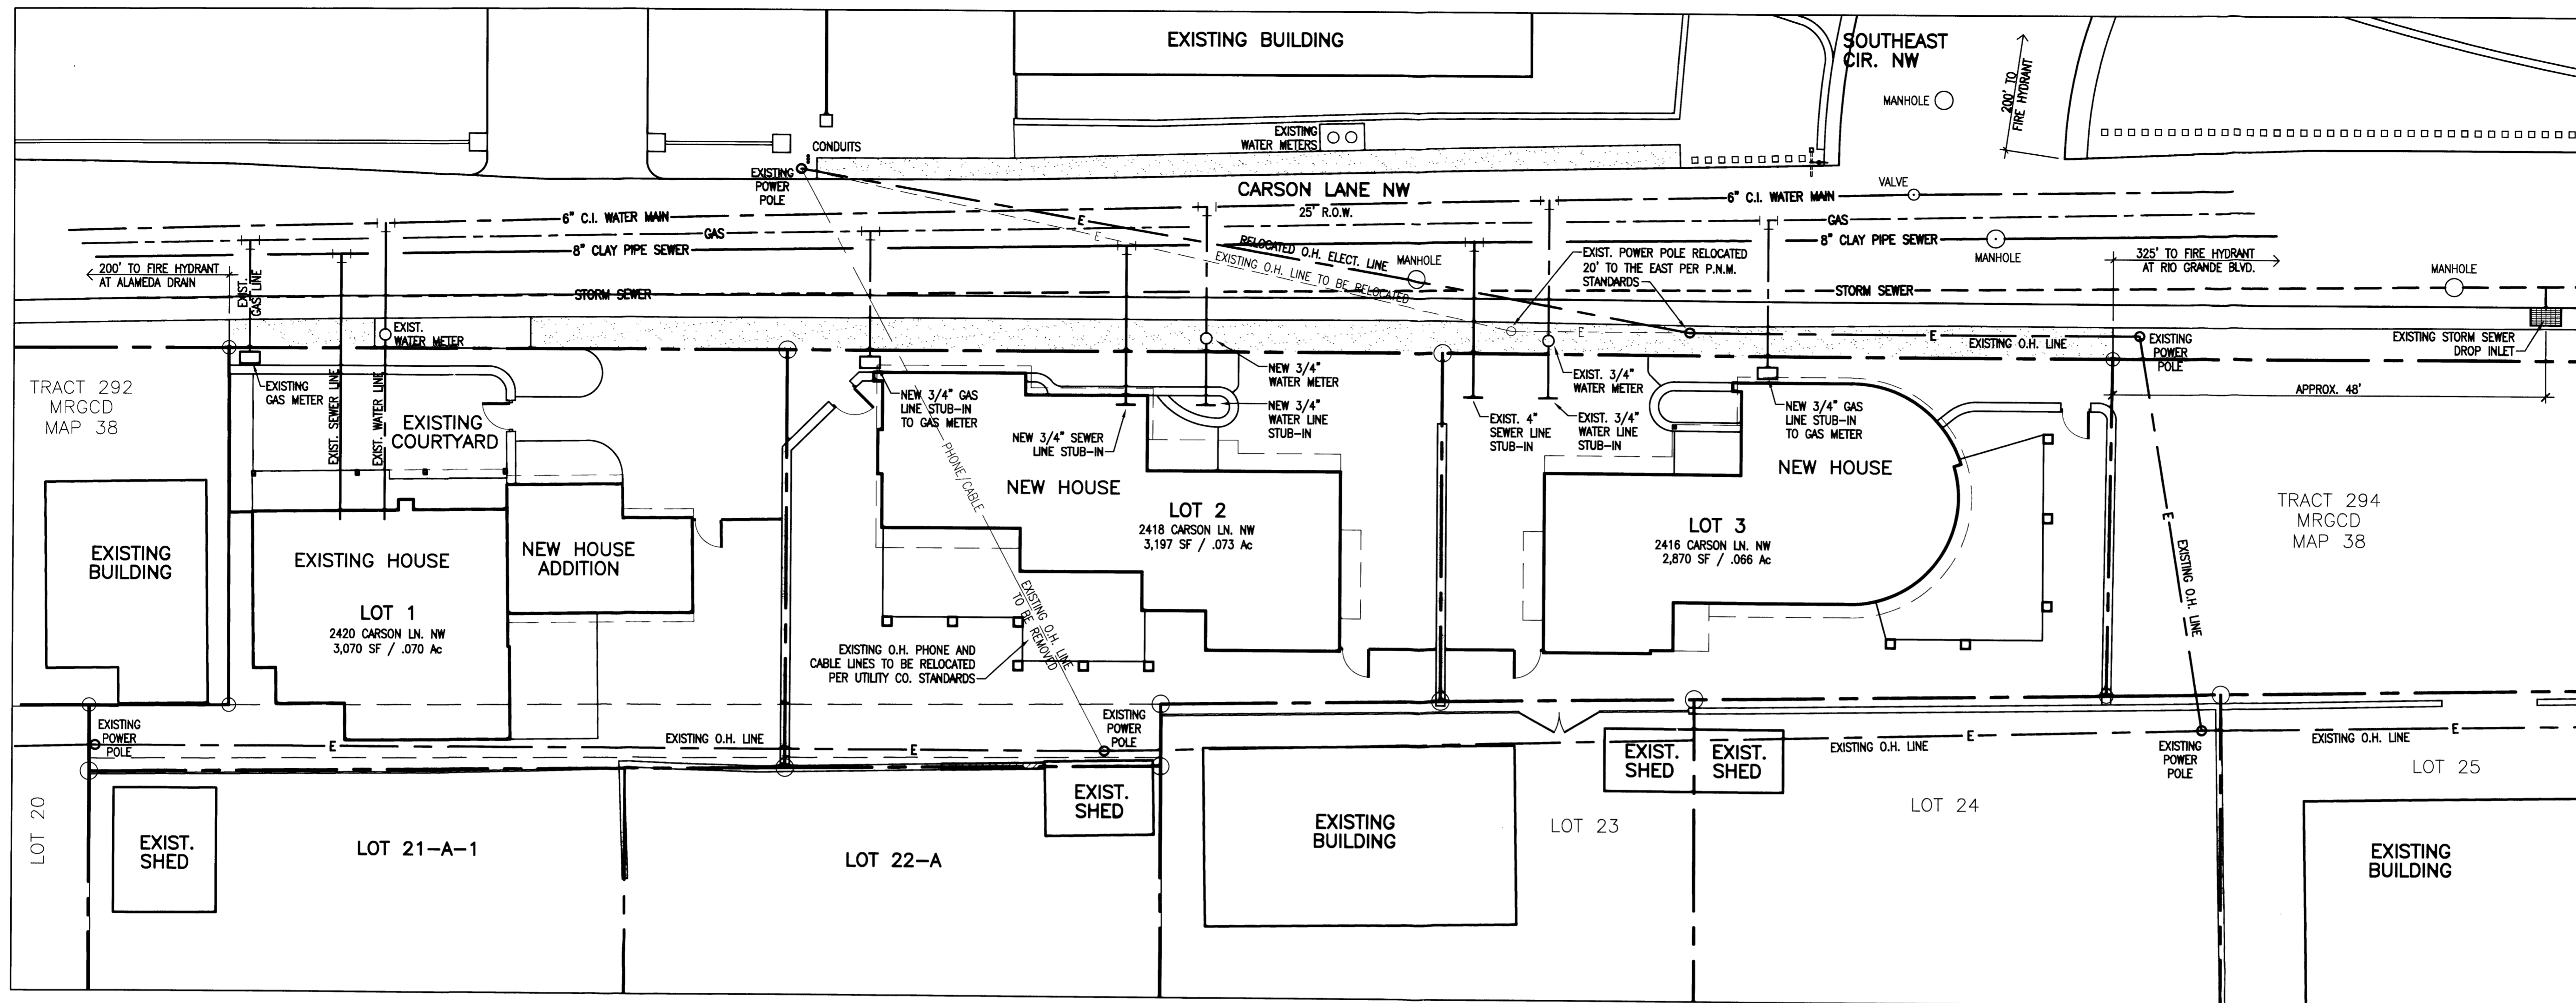 EXISTING BUILDING
SOUTHEAST
CIR. NW
200' TO
FIRE HYDRANT
MANHOLE
EXISTING
WATER METERS
CONDUITS
EXISTING
POWER
POLE
CARSON LANE NW
25' R.O.W.
6" C.I. WATER MAIN
GAS
8" CLAY PIPE SEWER
6" C.I. WATER MAIN
VALVE
GAS
8" CLAY PIPE SEWER
MANHOLE
200' TO FIRE HYDRANT
AT ALAMEDA DRAIN
EXIST.
GAS LINE
E
E
RELOCATED O.H. ELECT. LINE
EXISTING O.H. LINE TO BE RELOCATED
MANHOLE
EXIST. POWER POLE RELOCATED
20' TO THE EAST PER P.N.M.
STANDARDS
325' TO FIRE HYDRANT
AT RIO GRANDE BLVD.
MANHOLE
STORM SEWER
STORM SEWER
EXIST.
WATER METER
E
E
EXISTING O.H. LINE
EXISTING
POWER
POLE
EXISTING STORM SEWER
DROP INLET
APPROX. 48'
TRACT 292
MRGCD
MAP 38
EXISTING
GAS METER
EXIST. SEWER LINE
EXIST. WATER LINE
EXISTING
COURTYARD
NEW 3/4" GAS
LINE STUB-IN
TO GAS METER
NEW 3/4" SEWER
LINE STUB-IN
NEW 3/4"
WATER METER
NEW 3/4"
WATER LINE
STUB-IN
EXIST. 4"
SEWER LINE
STUB-IN
EXIST. 3/4"
WATER METER
EXIST. 3/4"
WATER LINE
STUB-IN
NEW 3/4" GAS
LINE STUB-IN
TO GAS METER
PHONE/CABLE
NEW HOUSE
LOT 2
2418 CARSON LN. NW
3,197 SF / .073 Ac
NEW HOUSE
LOT 3
2416 CARSON LN. NW
2,870 SF / .066 Ac
TRACT 294
MRGCD
MAP 38
E
EXISTING O.H. LINE
EXISTING
BUILDING
EXISTING HOUSE
NEW HOUSE
ADDITION
LOT 1
2420 CARSON LN. NW
3,070 SF / .070 Ac
EXISTING O.H. LINE
TO BE REMOVED
EXISTING O.H. PHONE AND
CABLE LINES TO BE RELOCATED
PER UTILITY CO. STANDARDS
EXISTING
POWER
POLE
E
EXISTING O.H. LINE
E
EXISTING
POWER
POLE
EXISTING O.H. LINE
E
EXISTING
POWER
POLE
EXISTING O.H. LINE
E
LOT 20
EXIST.
SHED
LOT 21-A-1
LOT 22-A
EXIST.
SHED
EXISTING
BUILDING
LOT 23
EXIST.
SHED
EXIST.
SHED
LOT 24
LOT 25
EXISTING
BUILDING